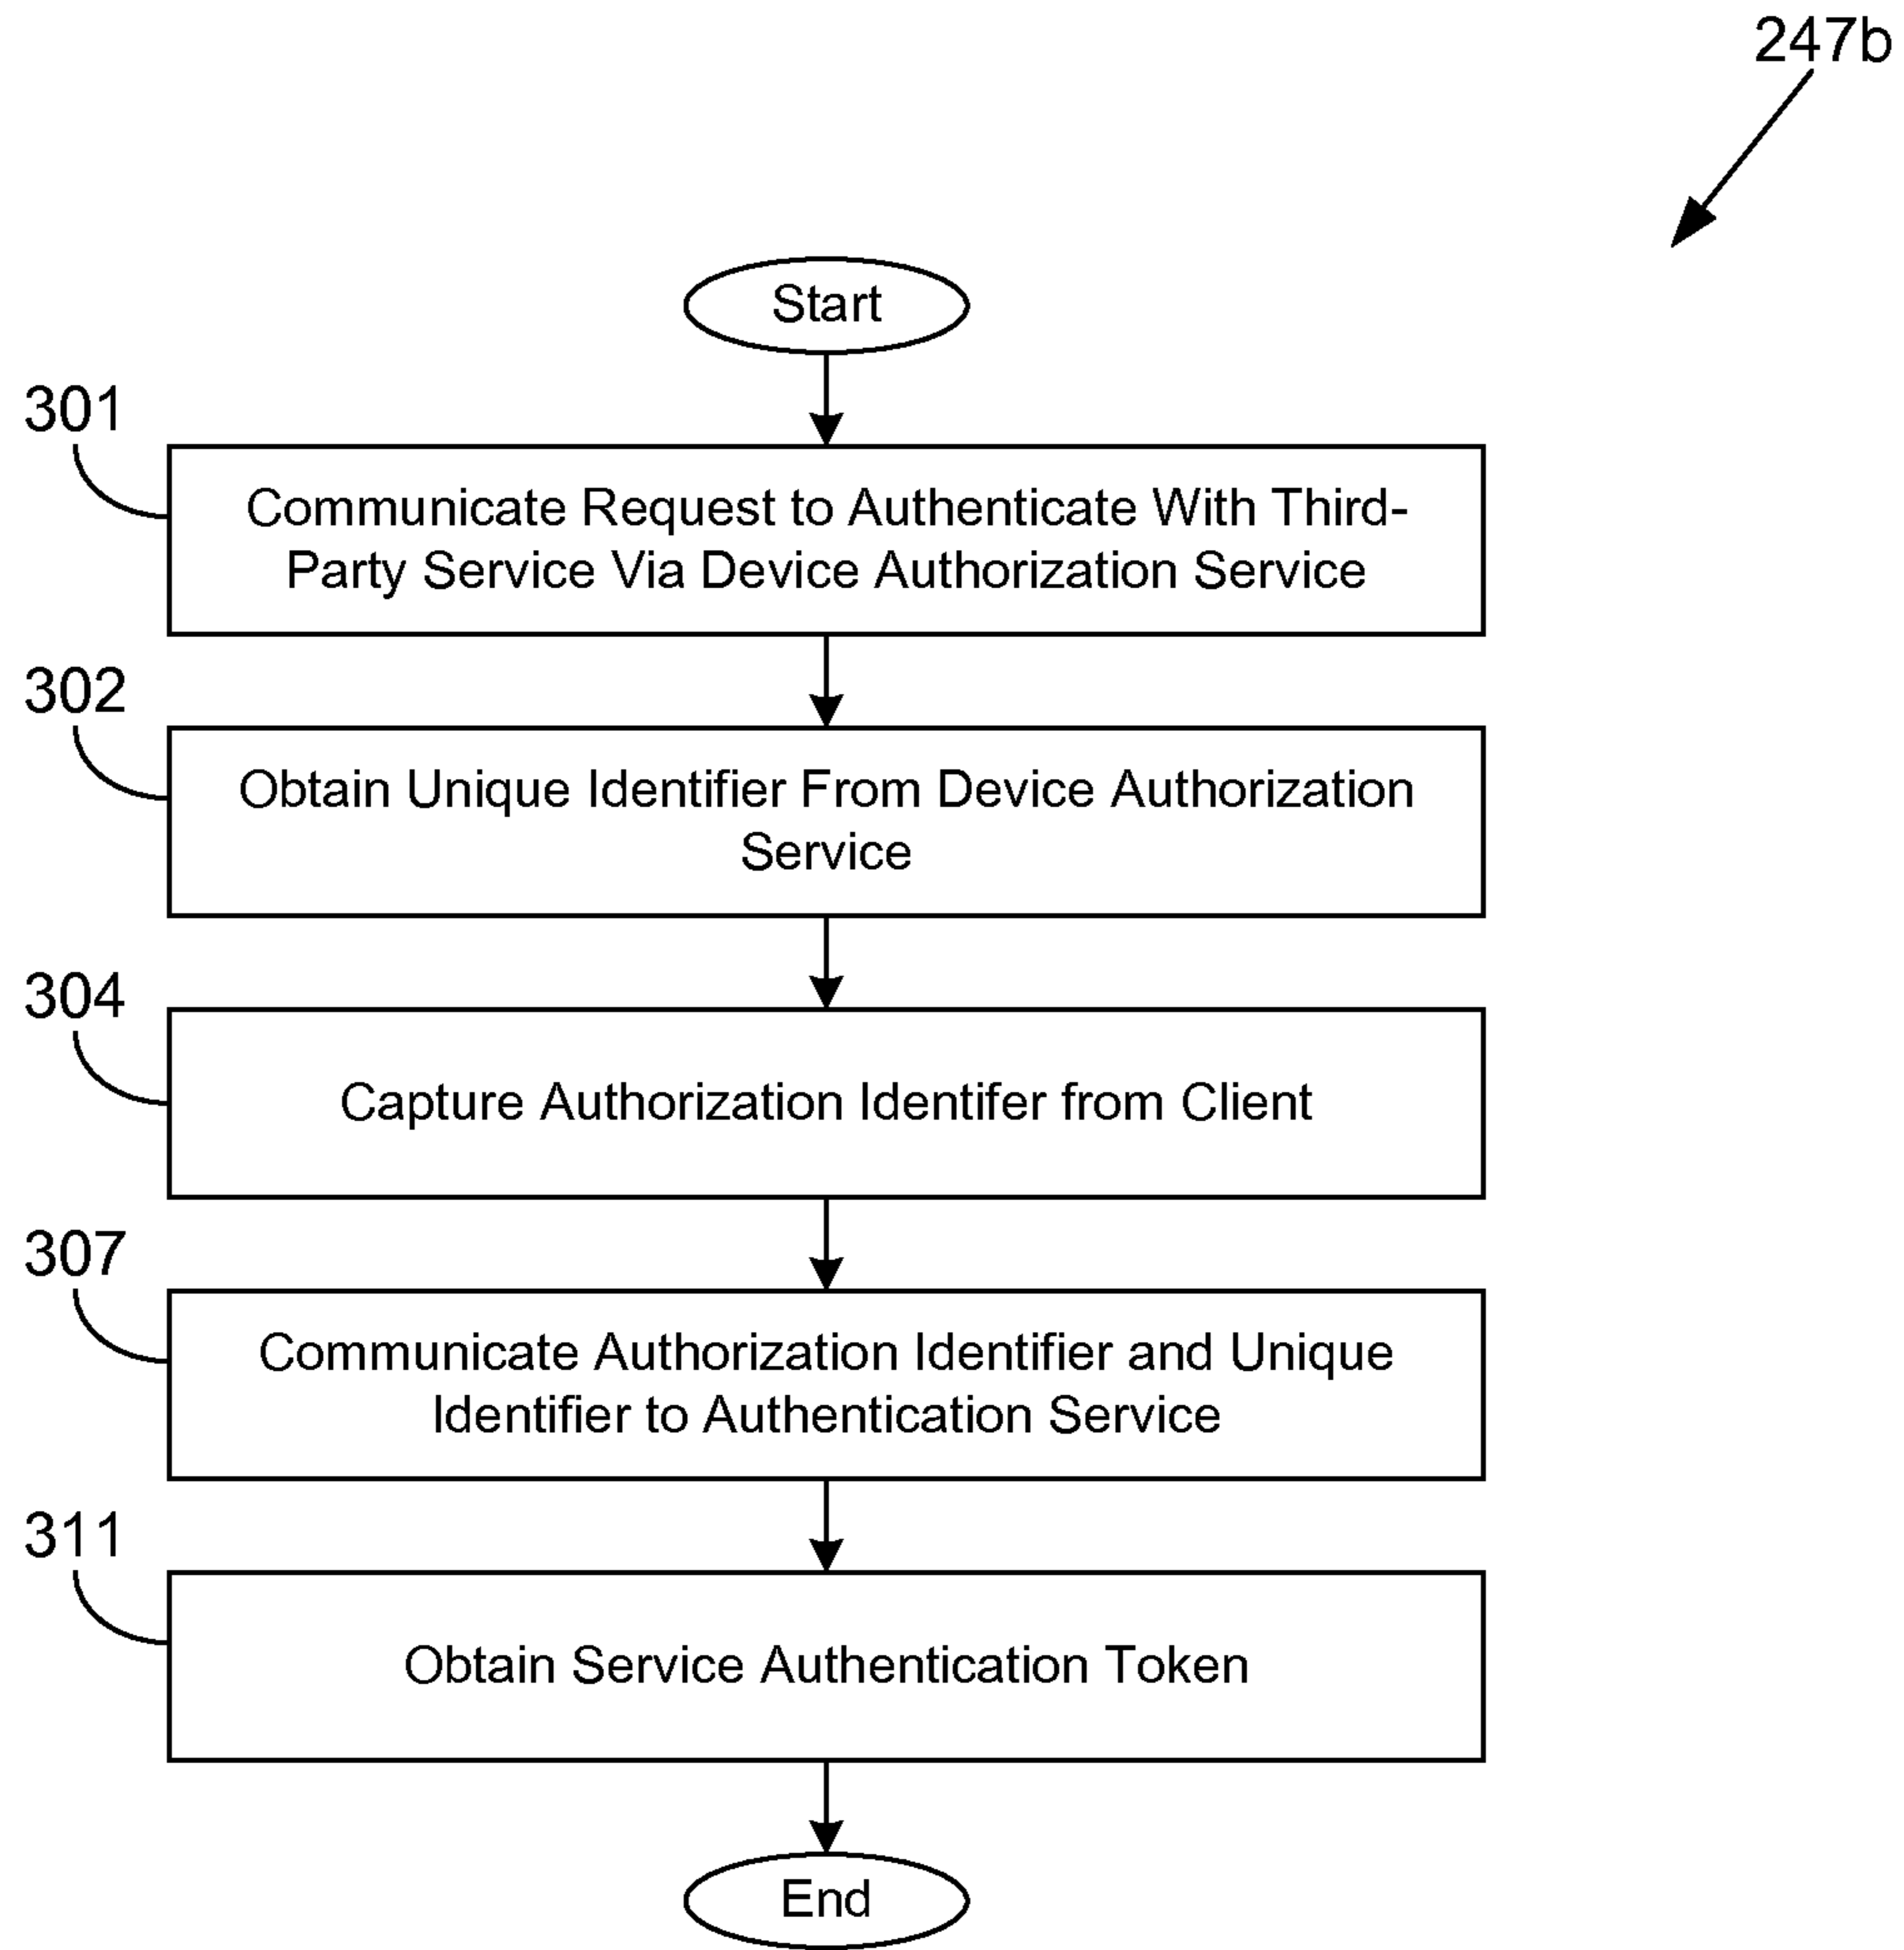 247b
Start
301
Communicate Request to Authenticate With Third-
Party Service Via Device Authorization Service
302
Obtain Unique Identifier From Device Authorization
Service
304
Capture Authorization Identifer from Client
307
Communicate Authorization Identifier and Unique
Identifier to Authentication Service
311
Obtain Service Authentication Token
End